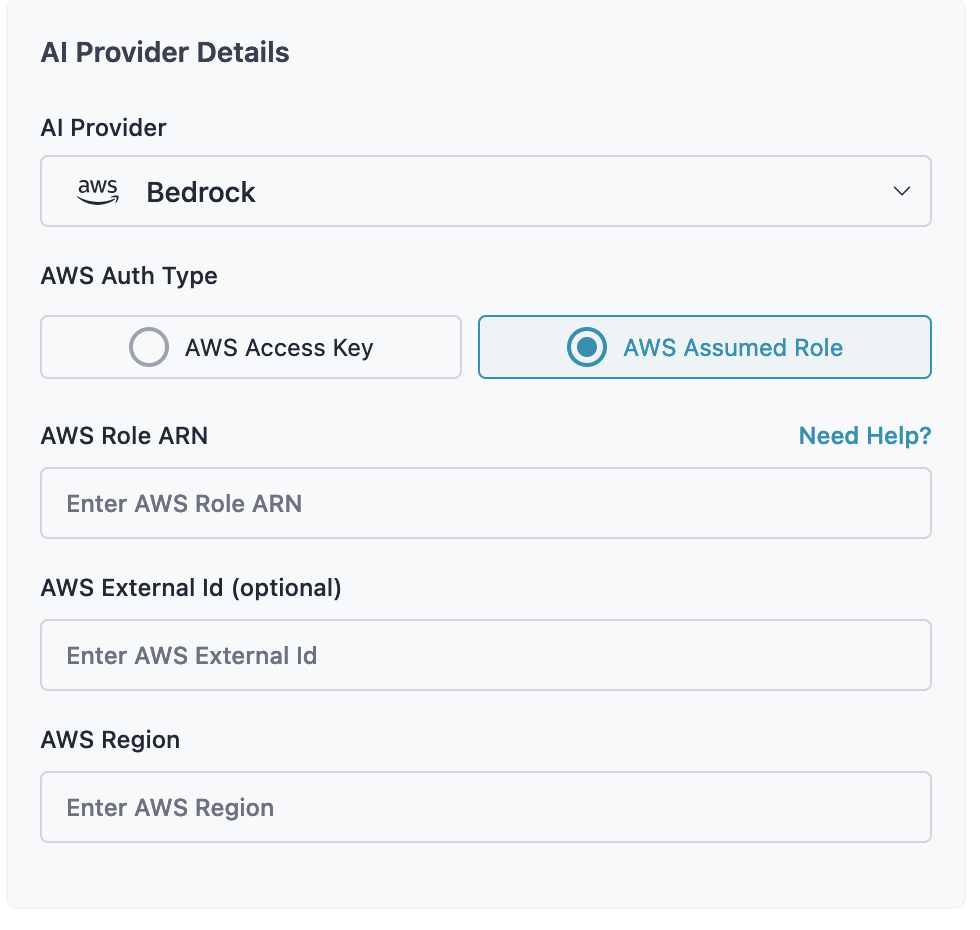 AI Provider Details
AI Provider
aws Bedrock
AWS Auth Type
AWS Access Key AWS Assumed Role
AWS Role ARN Need Help?
Enter AWS Role ARN
AWS External Id (optional)
Enter AWS External Id
AWS Region
Enter AWS Region